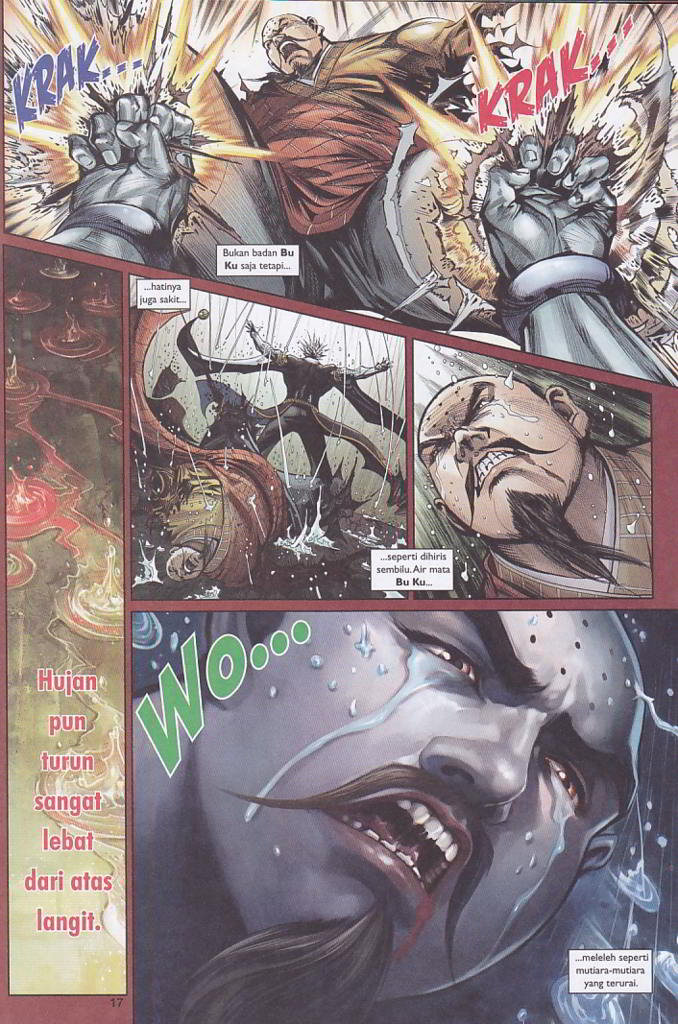 KRAK...
KRAK...
Bukan badan Bu
Ku saja tetapi...
...hatinya
juga sakit...
...seperti dihiris
sembilu. Air mata
Bu Ku...
Hujan
pun
turun
sangat
lebat
dari atas
langit.
WO...
...meleleh seperti
mutiara-mutiara
yang terurai.
17